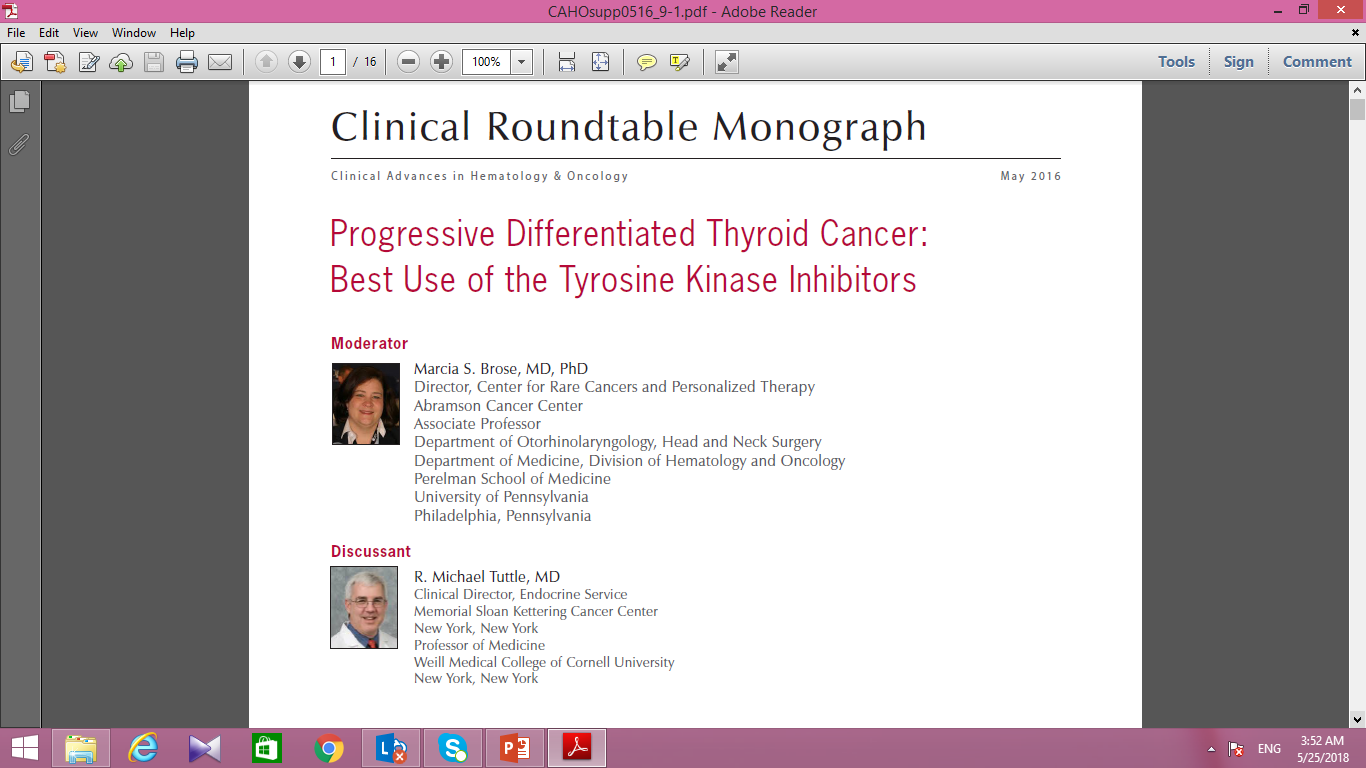 CAHOsupp0516_9-1.pdf - Adobe Reader
File Edit View Window Help
1 / 16 100% Tools Sign Comment
Clinical Roundtable Monograph
Clinical Advances in Hematology & Oncology May 2016
Progressive Differentiated Thyroid Cancer:
Best Use of the Tyrosine Kinase Inhibitors
Moderator
Marcia S. Brose, MD, PhD
Director, Center for Rare Cancers and Personalized Therapy
Abramson Cancer Center
Associate Professor
Department of Otorhinolaryngology, Head and Neck Surgery
Department of Medicine, Division of Hematology and Oncology
Perelman School of Medicine
University of Pennsylvania
Philadelphia, Pennsylvania
Discussant
R. Michael Tuttle, MD
Clinical Director, Endocrine Service
Memorial Sloan Kettering Cancer Center
New York, New York
Professor of Medicine
Weill Medical College of Cornell University
New York, New York
ENG 3:52 AM
5/25/2018